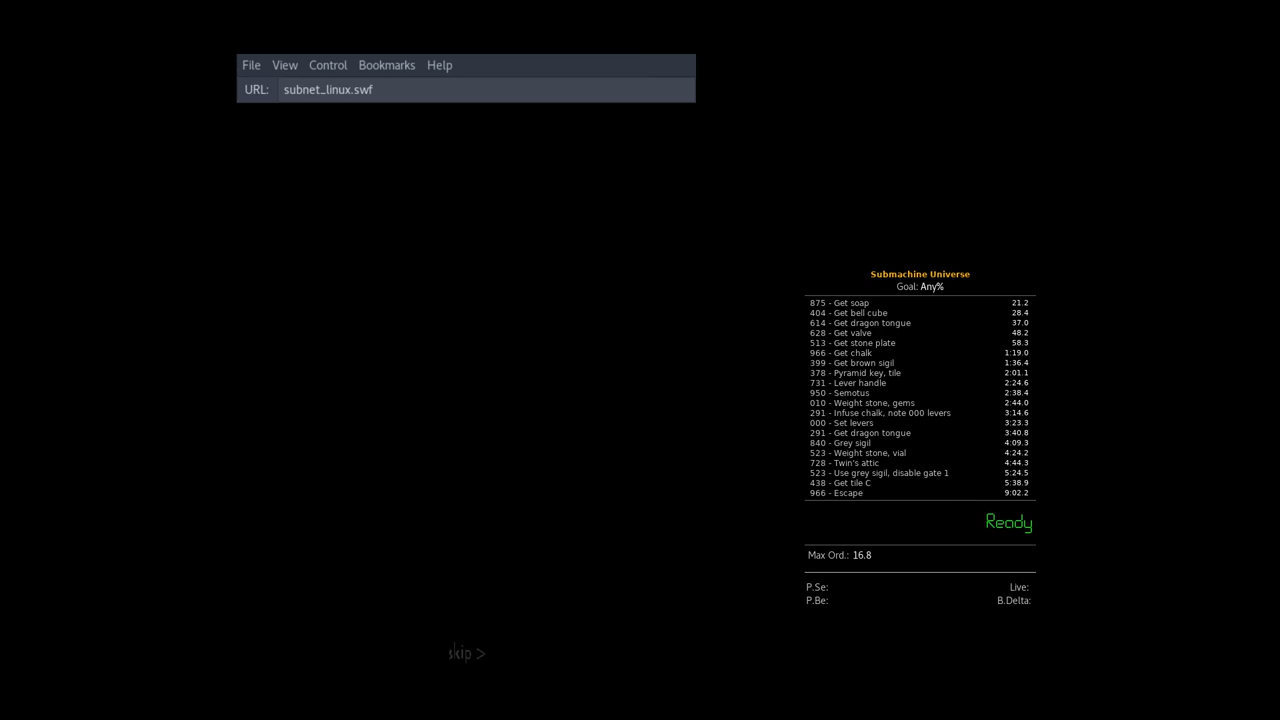 File View Control Bookmarks Help
URL: subnet_linux.swf
Submachine Universe
Goal: Any%
875 - Get soap 21.2
404 - Get bell cube 28.4
614 - Get dragon tongue 37.0
628 - Get valve 48.2
513 - Get stone plate 58.3
966 - Get chalk 1:19.0
399 - Get brown sigil 1:36.4
378 - Pyramid key, tile 2:01.1
731 - Lever handle 2:24.6
950 - Semotus 2:38.4
010 - Weight stone, gems 2:44.0
291 - Infuse chalk, note 000 levers 3:14.6
000 - Set levers 3:23.3
291 - Get dragon tongue 3:40.8
840 - Grey sigil 4:09.3
523 - Weight stone, vial 4:24.2
728 - Twin's attic 4:44.3
523 - Use grey sigil, disable gate 1 5:24.5
438 - Get tile C 5:38.9
966 - Escape 9:02.2
Ready
Max Ord.: 16.8
P.Se: Live:
P.Be: B.Delta:
skip >